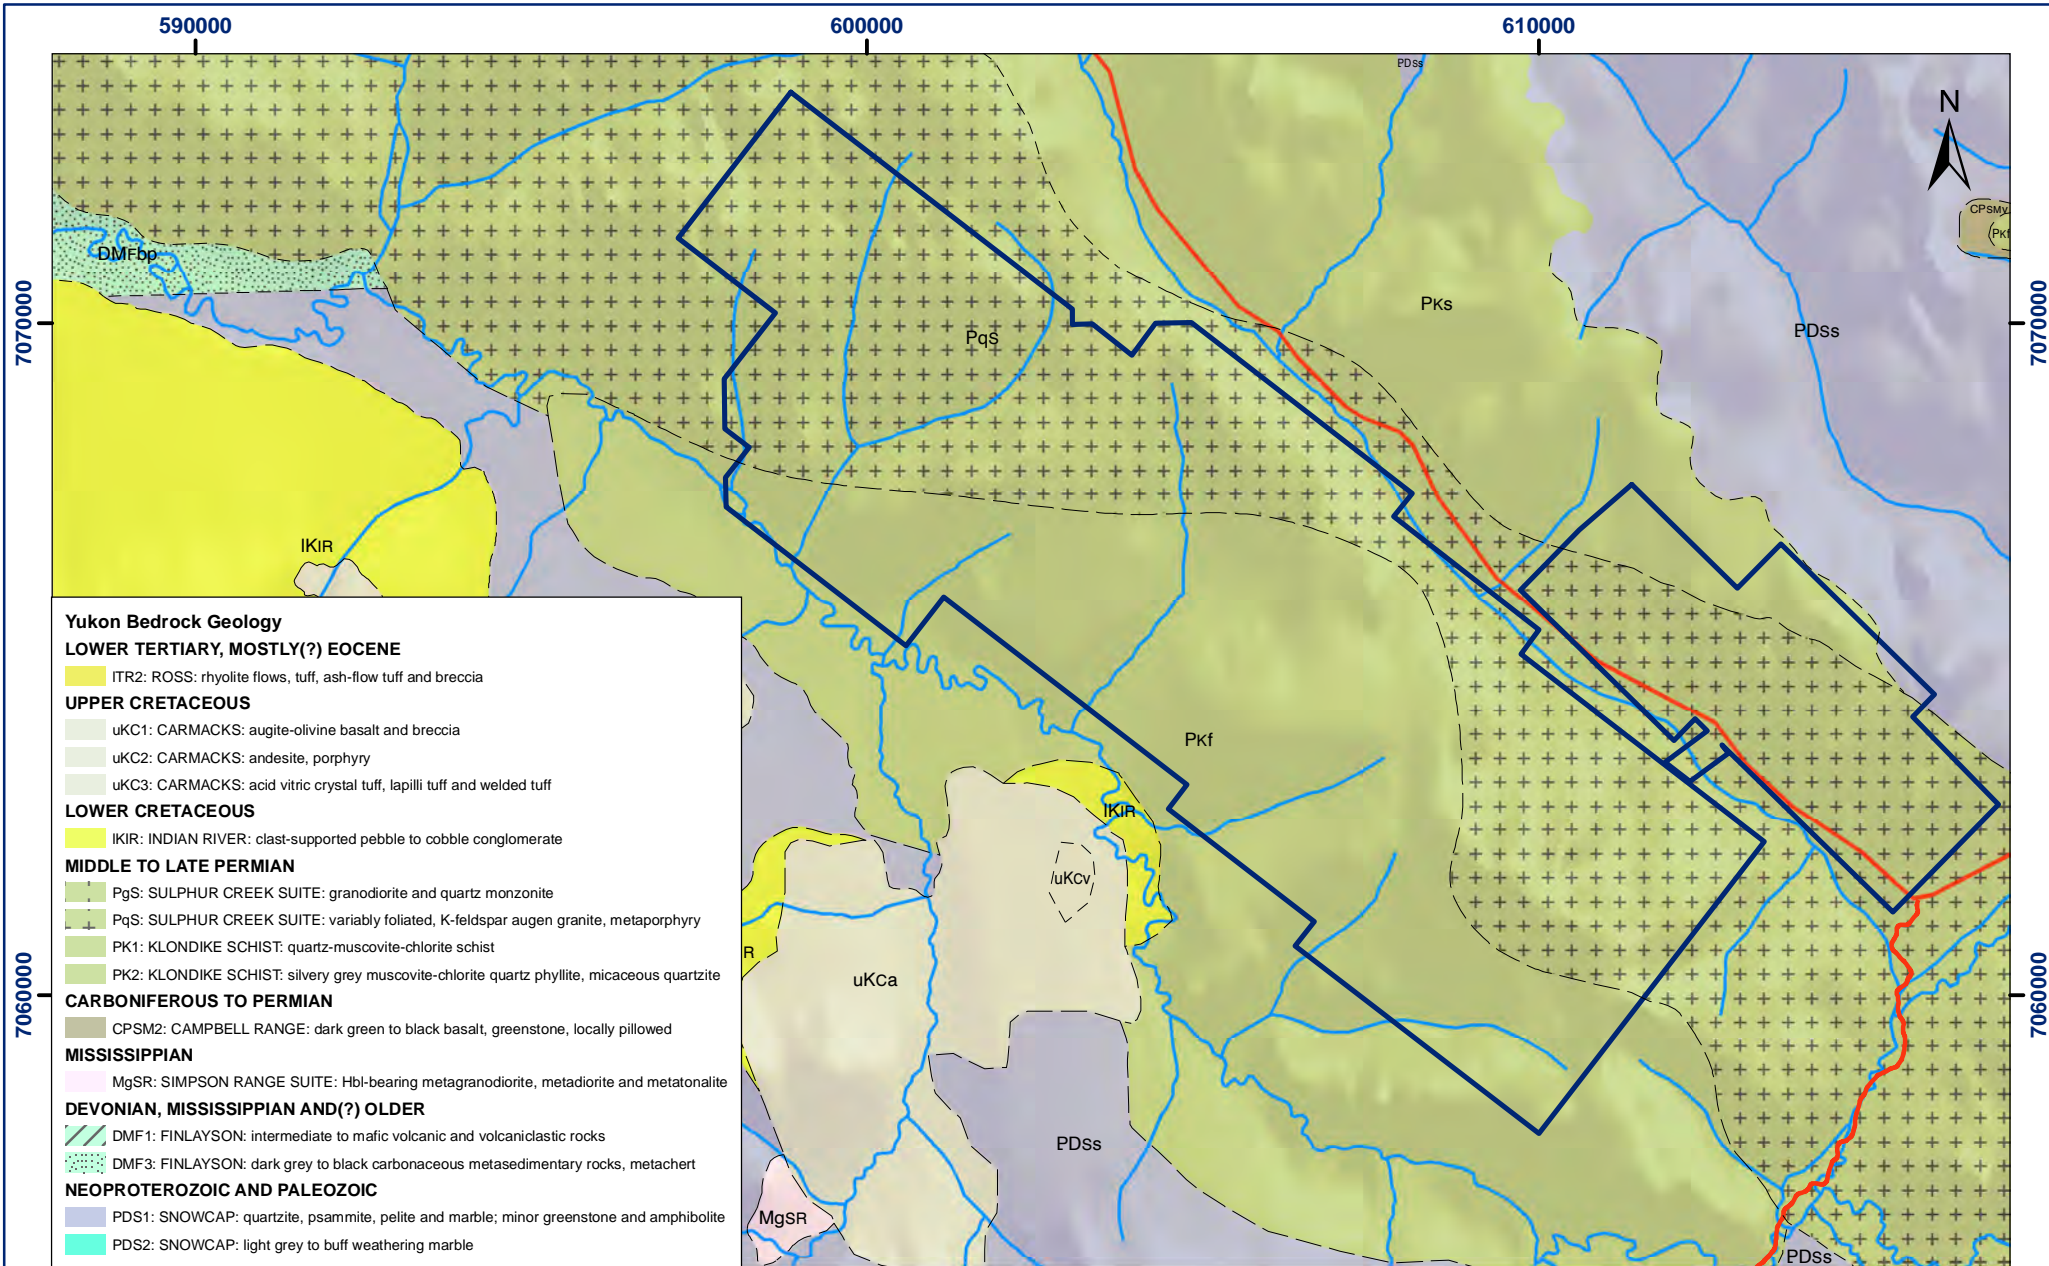 590000
600000
610000
PDSs
N
CPSMv
PKf
DMFbp
7070000
7070000
PKs
PDSs
PqS
IKIR
PKf
IKIR
uKCv
R
uKCa
7060000
7060000
PDSs
MgSR
PDSs
Yukon Bedrock Geology
LOWER TERTIARY, MOSTLY(?) EOCENE
ITR2: ROSS: rhyolite flows, tuff, ash-flow tuff and breccia
UPPER CRETACEOUS
uKC1: CARMACKS: augite-olivine basalt and breccia
uKC2: CARMACKS: andesite, porphyry
uKC3: CARMACKS: acid vitric crystal tuff, lapilli tuff and welded tuff
LOWER CRETACEOUS
IKIR: INDIAN RIVER: clast-supported pebble to cobble conglomerate
MIDDLE TO LATE PERMIAN
PgS: SULPHUR CREEK SUITE: granodiorite and quartz monzonite
PqS: SULPHUR CREEK SUITE: variably foliated, K-feldspar augen granite, metaporphyry
PK1: KLONDIKE SCHIST: quartz-muscovite-chlorite schist
PK2: KLONDIKE SCHIST: silvery grey muscovite-chlorite quartz phyllite, micaceous quartzite
CARBONIFEROUS TO PERMIAN
CPSM2: CAMPBELL RANGE: dark green to black basalt, greenstone, locally pillowed
MISSISSIPPIAN
MgSR: SIMPSON RANGE SUITE: Hbl-bearing metagranodiorite, metadiorite and metatonalite
DEVONIAN, MISSISSIPPIAN AND(?) OLDER
DMF1: FINLAYSON: intermediate to mafic volcanic and volcaniclastic rocks
DMF3: FINLAYSON: dark grey to black carbonaceous metasedimentary rocks, metachert
NEOPROTEROZOIC AND PALEOZOIC
PDS1: SNOWCAP: quartzite, psammite, pelite and marble; minor greenstone and amphibolite
PDS2: SNOWCAP: light grey to buff weathering marble